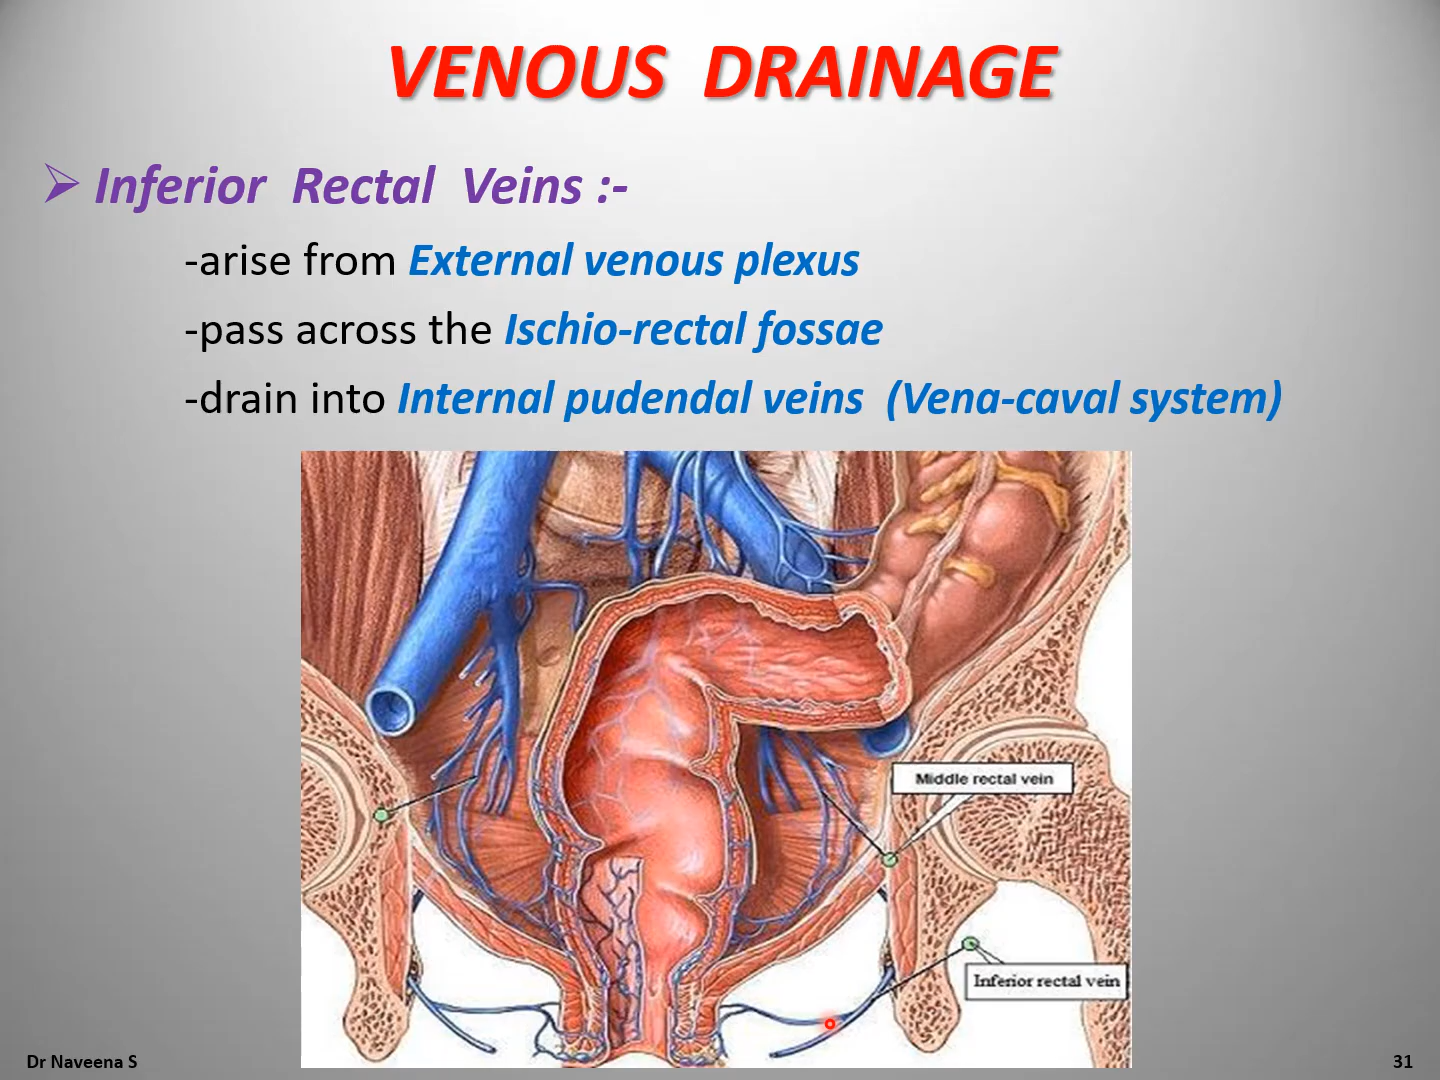 VENOUS DRAINAGE
Inferior Rectal Veins :-
-arise from External venous plexus
-pass across the Ischio-rectal fossae
-drain into Internal pudendal veins (Vena-caval system)
Middle rectal vein
Inferior rectal vein
Dr Naveena S
31